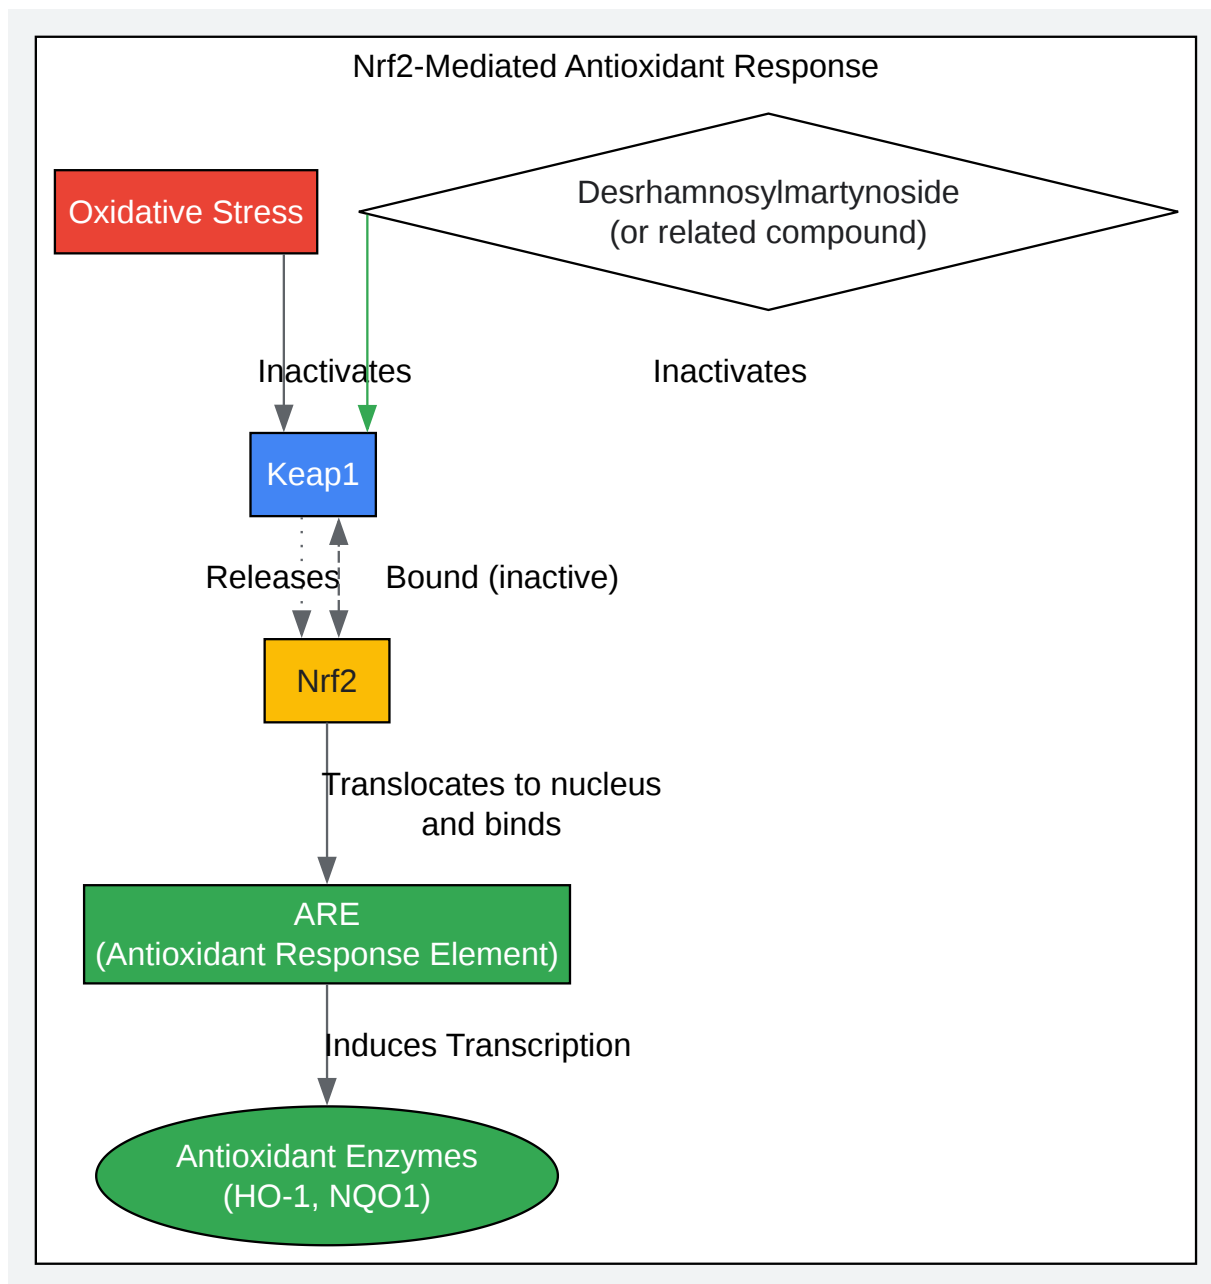 Nrf2-Mediated Antioxidant Response
Oxidative Stress
Desrhamnosylmartynoside
(or related compound)
Inactivates
Inactivates
Keap1
Releases
Bound (inactive)
Nrf2
Translocates to nucleus
and binds
ARE
(Antioxidant Response Element)
Induces Transcription
Antioxidant Enzymes
(HO-1, NQO1)